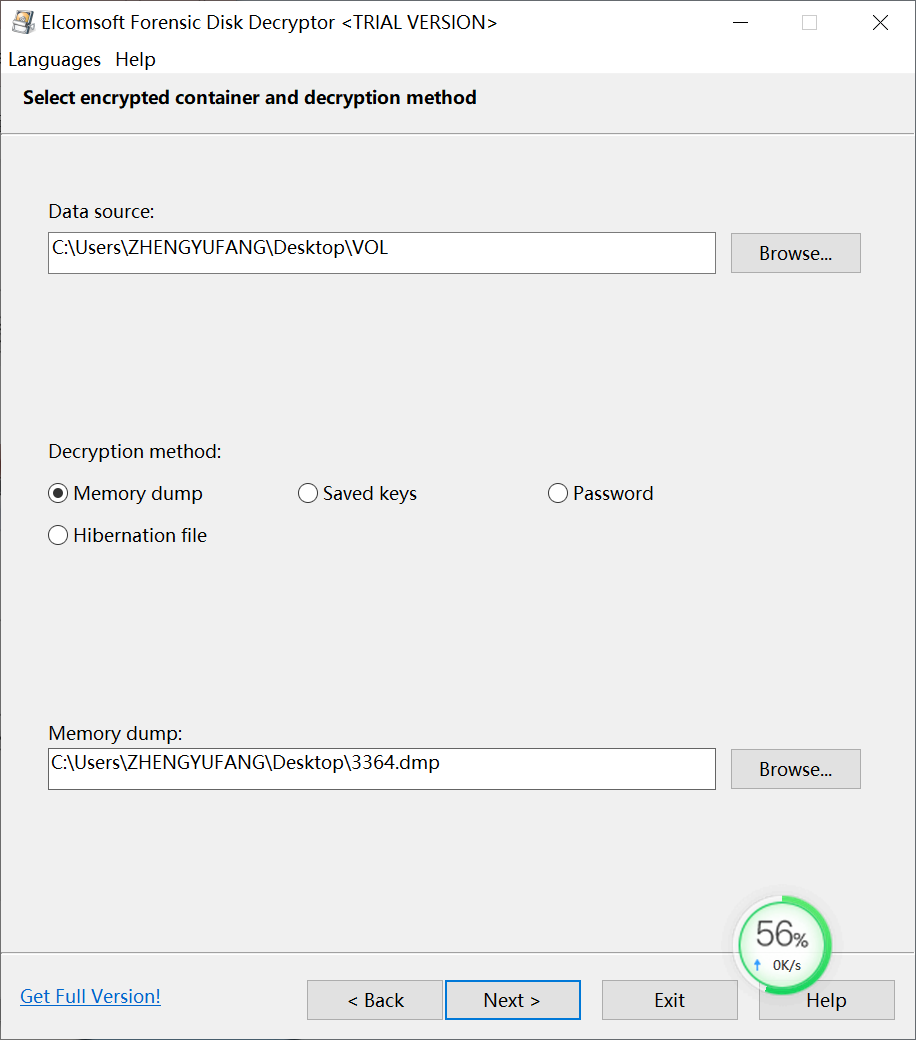 Elcomsoft Forensic Disk Decryptor <TRIAL VERSION>
Languages Help
Select encrypted container and decryption method
Data source:
C:\Users\ZHENGYUFANG\Desktop\VOL
Browse...
Decryption method:
Memory dump
Saved keys
Password
Hibernation file
Memory dump:
C:\Users\ZHENGYUFANG\Desktop\3364.dmp
Browse...
56%
0K/s
Get Full Version!
< Back
Next >
Exit
Help